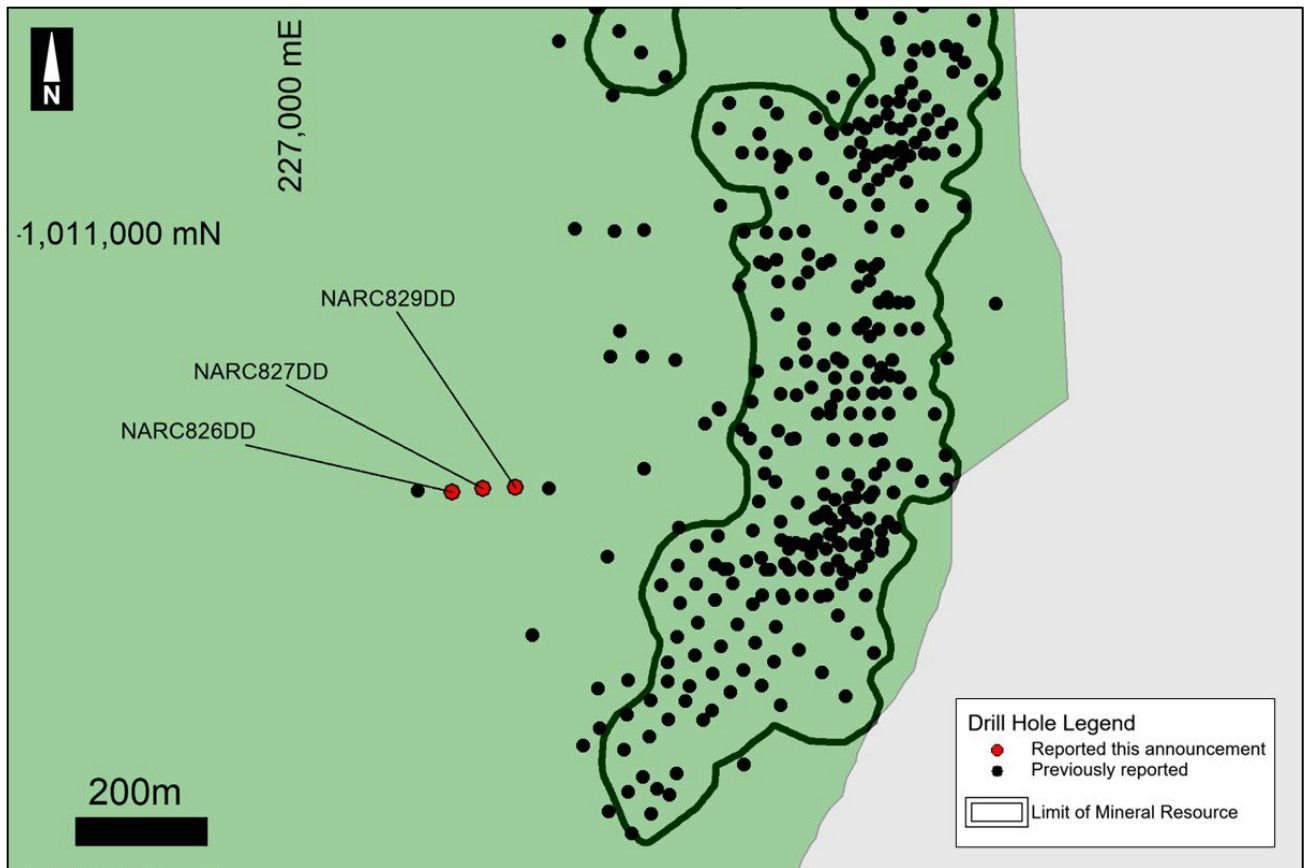 N
227,000 mE
-1,011,000 mN
NARC829DD
NARC827DD
NARC826DD
200m
Drill Hole Legend
Reported this announcement
Previously reported
Limit of Mineral Resource